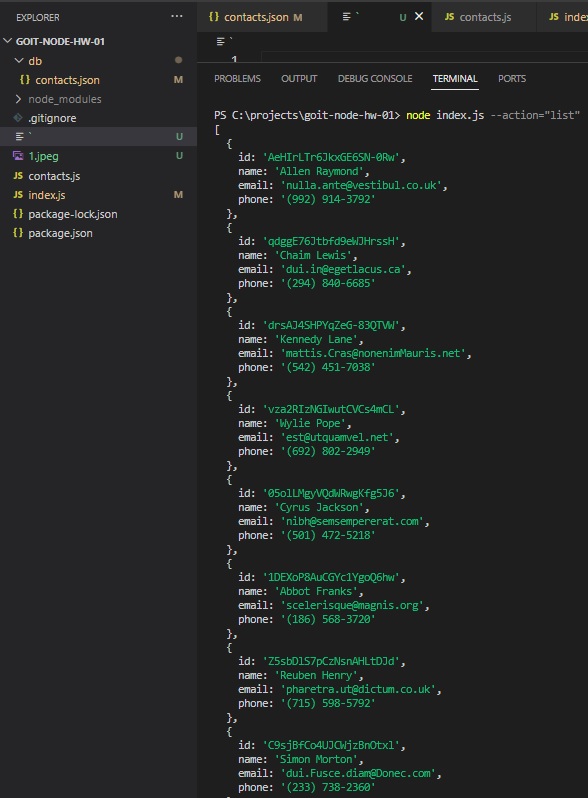 EXPLORER ...
GOIT-NODE-HW-01
db
{} contacts.json M
node_modules
.gitignore
` U
1.jpeg U
JS contacts.js
JS index.js M
{} package-lock.json
{} package.json
{} contacts.json M ` U JS contacts.js JS inde
`
1
PROBLEMS OUTPUT DEBUG CONSOLE TERMINAL PORTS
PS C:\projects\goit-node-hw-01> node index.js --action="list"
[
{
id: 'AeHIrLTr6JkxGE6SN-0Rw',
name: 'Allen Raymond',
email: 'nulla.ante@vestibul.co.uk',
phone: '(992) 914-3792'
},
{
id: 'qdggE76Jtbfd9eWJHrssH',
name: 'Chaim Lewis',
email: 'dui.in@egetlacus.ca',
phone: '(294) 840-6685'
},
{
id: 'drsAJ4SHPYqZeG-83QTVW',
name: 'Kennedy Lane',
email: 'mattis.Cras@nonenimMauris.net',
phone: '(542) 451-7038'
},
{
id: 'vza2RIzNGIwutCVCs4mCL',
name: 'Wylie Pope',
email: 'est@utquamvel.net',
phone: '(692) 802-2949'
},
{
id: '05olLMgyVQdWRwgKfg5J6',
name: 'Cyrus Jackson',
email: 'nibh@semsempererat.com',
phone: '(501) 472-5218'
},
{
id: '1DEXoP8AuCGYc1YgoQ6hw',
name: 'Abbot Franks',
email: 'scelerisque@magnis.org',
phone: '(186) 568-3720'
},
{
id: 'Z5sbDlS7pCzNsnAHLtDJd',
name: 'Reuben Henry',
email: 'pharetra.ut@dictum.co.uk',
phone: '(715) 598-5792'
},
{
id: 'C9sjBfCo4UJCWjzBnOtxl',
name: 'Simon Morton',
email: 'dui.Fusce.diam@Donec.com',
phone: '(233) 738-2360'